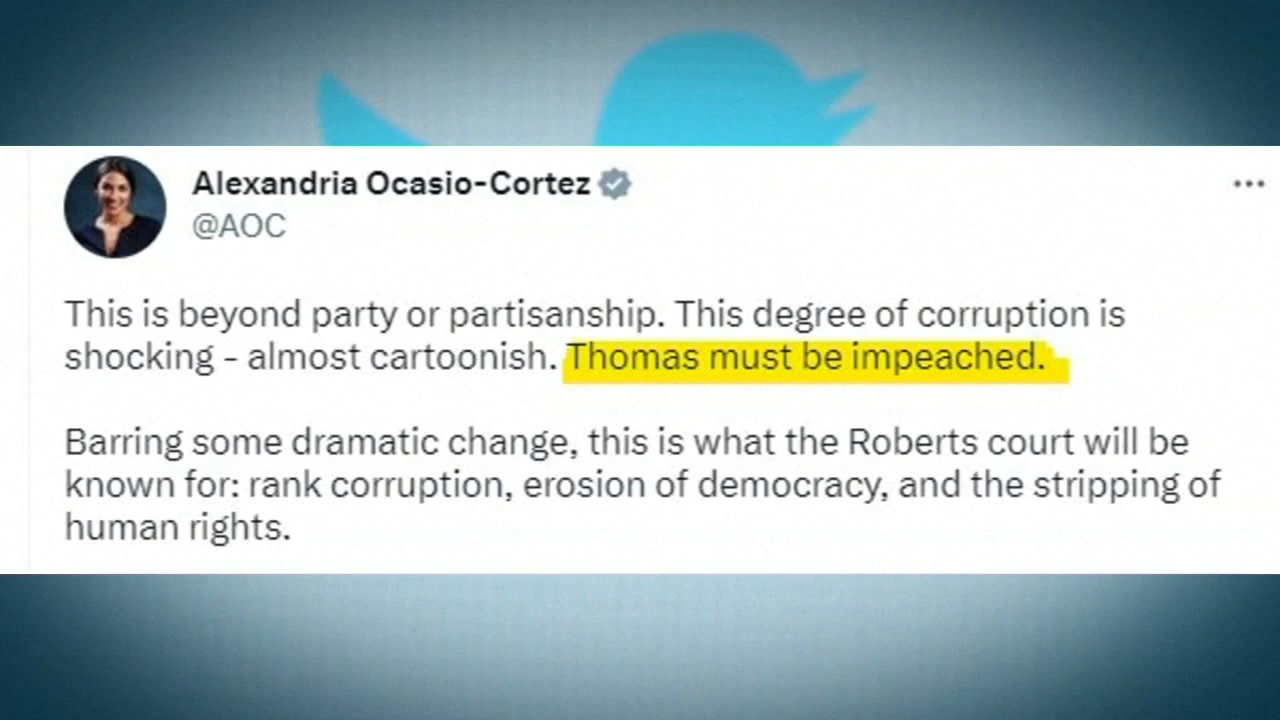 Alexandria Ocasio-Cortez
@AOC
This is beyond party or partisanship. This degree of corruption is
shocking – almost cartoonish. Thomas must be impeached.
Barring some dramatic change, this is what the Roberts court will be
known for: rank corruption, erosion of democracy, and the stripping of
human rights.